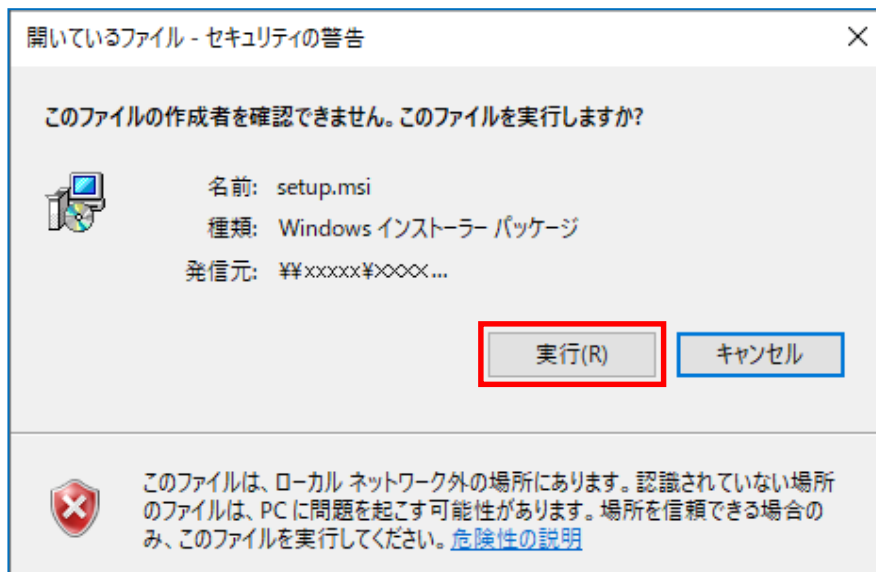 開いているファイル - セキュリティの警告
このファイルの作成者を確認できません。このファイルを実行しますか?
名前: setup.msi
種類: Windows インストーラー パッケージ
発信元: ¥¥xxxxx¥XXXX...
実行(R)
キャンセル
このファイルは、ローカル ネットワーク外の場所にあります。認識されていない場所
のファイルは、PC に問題を起こす可能性があります。場所を信頼できる場合の
み、このファイルを実行してください。危険性の説明